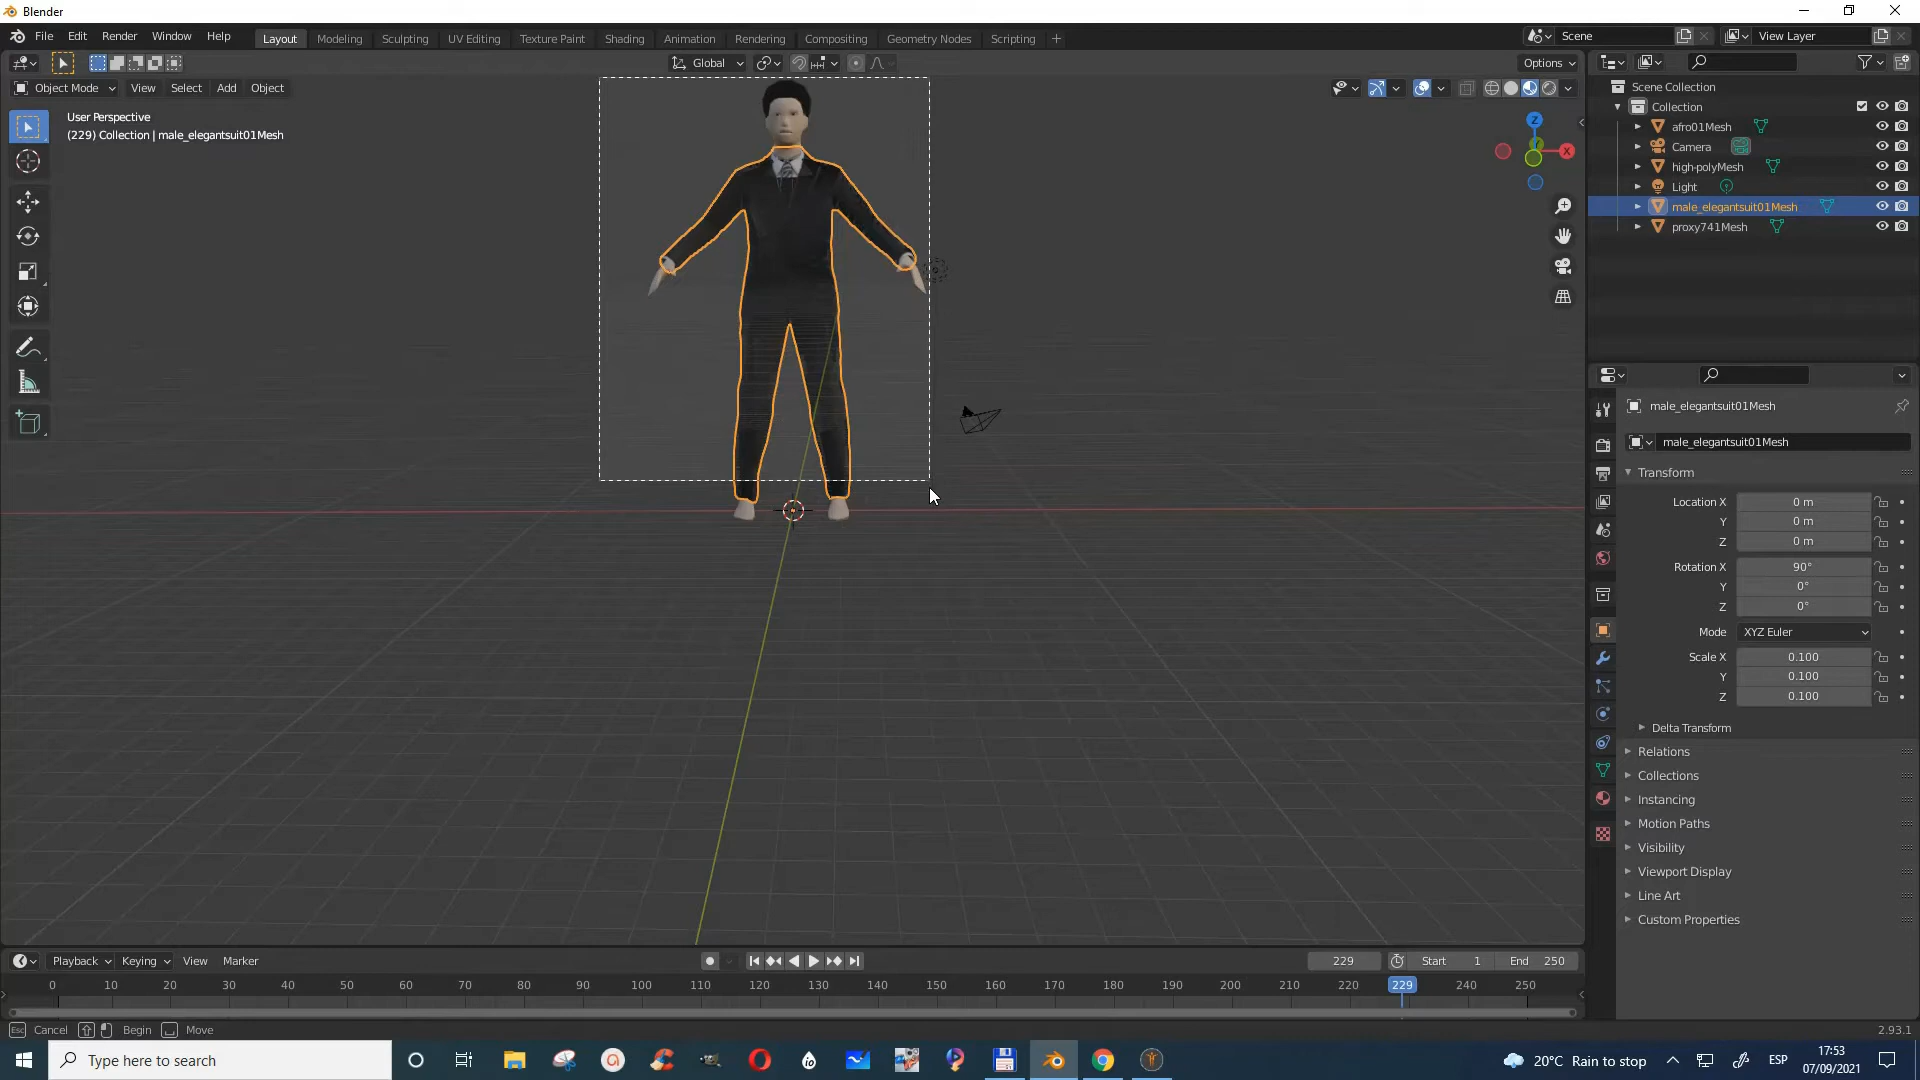 Blender
File Edit Render Window Help
Layout Modeling Sculpting UV Editing Texture Paint Shading Animation Rendering Compositing Geometry Nodes Scripting
Scene
View Layer
Global
Options
Object Mode View Select Add Object
User Perspective
(229) Collection | male_elegantsuit01Mesh
Z
X
Scene Collection
Collection
afro01Mesh
Camera
high-polyMesh
Light
male_elegantsuit01Mesh
proxy741Mesh
male_elegantsuit01Mesh
male_elegantsuit01Mesh
Transform
Location X 0 m
Y 0 m
Z 0 m
Rotation X 90°
Y 0°
Z 0°
Mode XYZ Euler
Scale X 0.100
Y 0.100
Z 0.100
Delta Transform
Relations
Collections
Instancing
Motion Paths
Visibility
Viewport Display
Line Art
Custom Properties
Playback Keying View Marker
229 Start 1 End 250
0 10 20 30 40 50 60 70 80 90 100 110 120 130 140 150 160 170 180 190 200 210 220 229 240 250
Esc Cancel Begin Move
2.93.1
Type here to search
io
20°C Rain to stop
ESP
17:53
07/09/2021